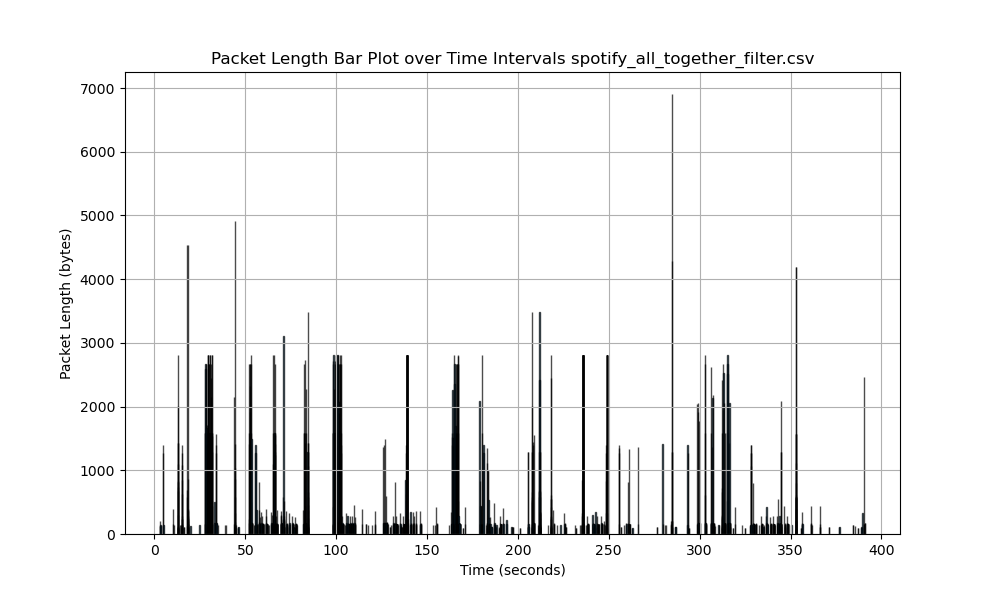 Packet Length Bar Plot over Time Intervals spotify_all_together_filter.csv
7000
6000
5000
4000
3000
2000
1000
0
Packet Length (bytes)
0 50 100 150 200 250 300 350 400
Time (seconds)